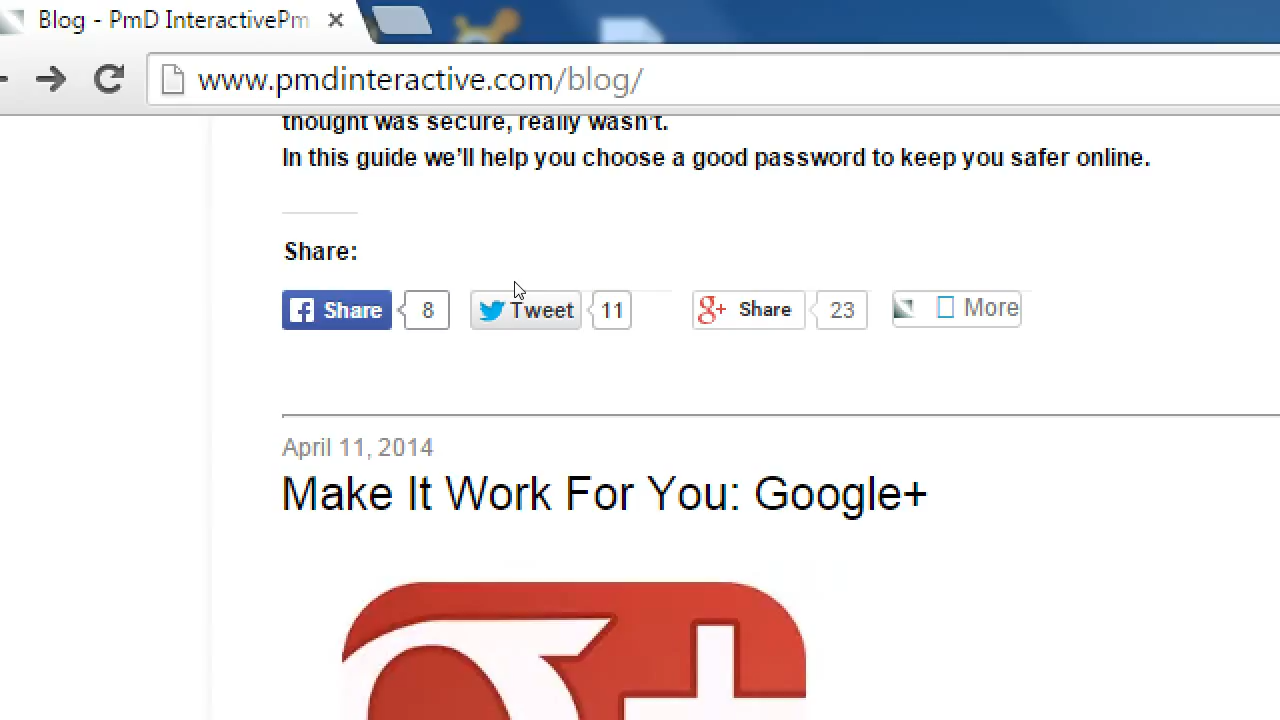 Blog - PmD InteractivePm
www.pmdinteractive.com/blog/
thought was secure, really wasn't.
In this guide we'll help you choose a good password to keep you safer online.
Share:
Share 8 Tweet 11 g+ Share 23 More
April 11, 2014
Make It Work For You: Google+
g+